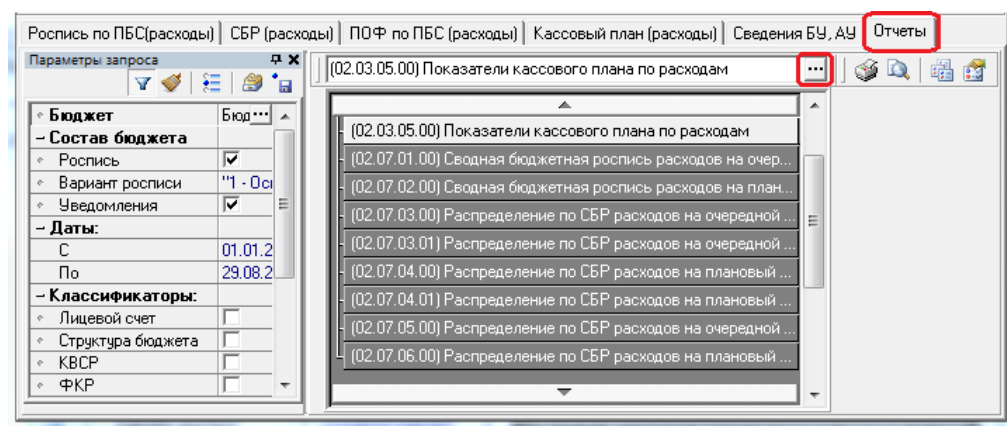 Роспись по ПБС(расходы) СБР (расходы) ПОФ по ПБС (расходы) Кассовый план (расходы) Сведения БУ, АУ Отчеты
Параметры запроса
(02.03.05.00) Показатели кассового плана по расходам ...
Бюджет Бюд...
Состав бюджета
Роспись
Вариант росписи "1 - Осн
Уведомления
Даты:
С 01.01.2
По 29.08.2
Классификаторы:
Лицевой счет
Структура бюджета
КВСР
ФКР
(02.03.05.00) Показатели кассового плана по расходам
(02.07.01.00) Сводная бюджетная роспись расходов на очер...
(02.07.02.00) Сводная бюджетная роспись расходов на план...
(02.07.03.00) Распределение по СБР расходов на очередной ...
(02.07.03.01) Распределение по СБР расходов на очередной ...
(02.07.04.00) Распределение по СБР расходов на плановый ...
(02.07.04.01) Распределение по СБР расходов на плановый ...
(02.07.05.00) Распределение по СБР расходов на очередной ...
(02.07.06.00) Распределение по СБР расходов на плановый ...